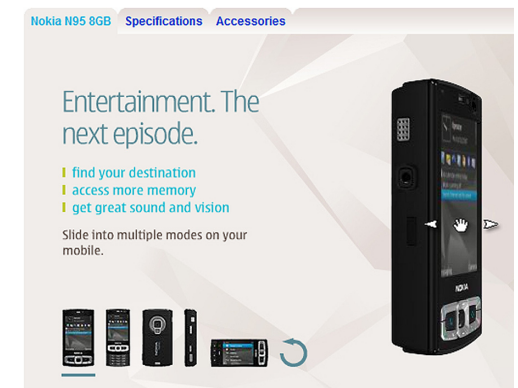 Nokia N95 8GB Specifications Accessories
Entertainment. The
next episode.
find your destination
access more memory
get great sound and vision
Slide into multiple modes on your
mobile.
NOKIA